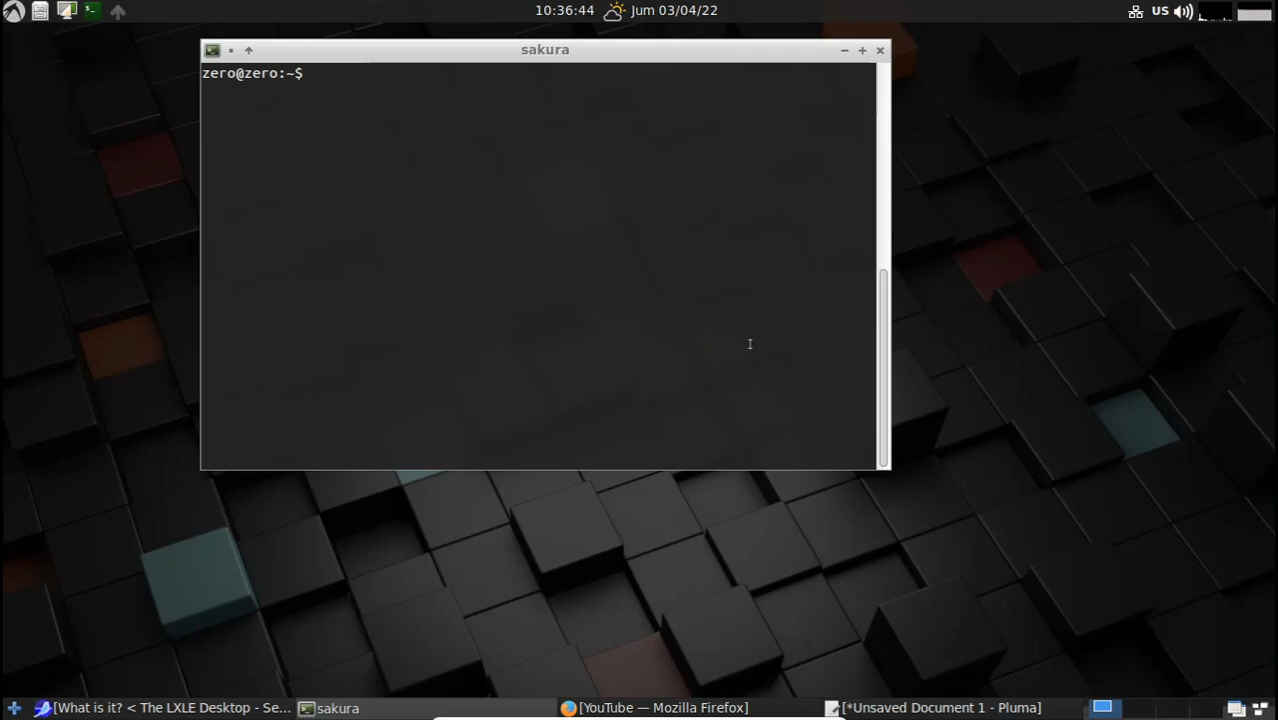 10:36:44 Jum 03/04/22 US
sakura
zero@zero:~$
[What is it? < The LXLE Desktop - Se... sakura [YouTube — Mozilla Firefox] [*Unsaved Document 1 - Pluma]